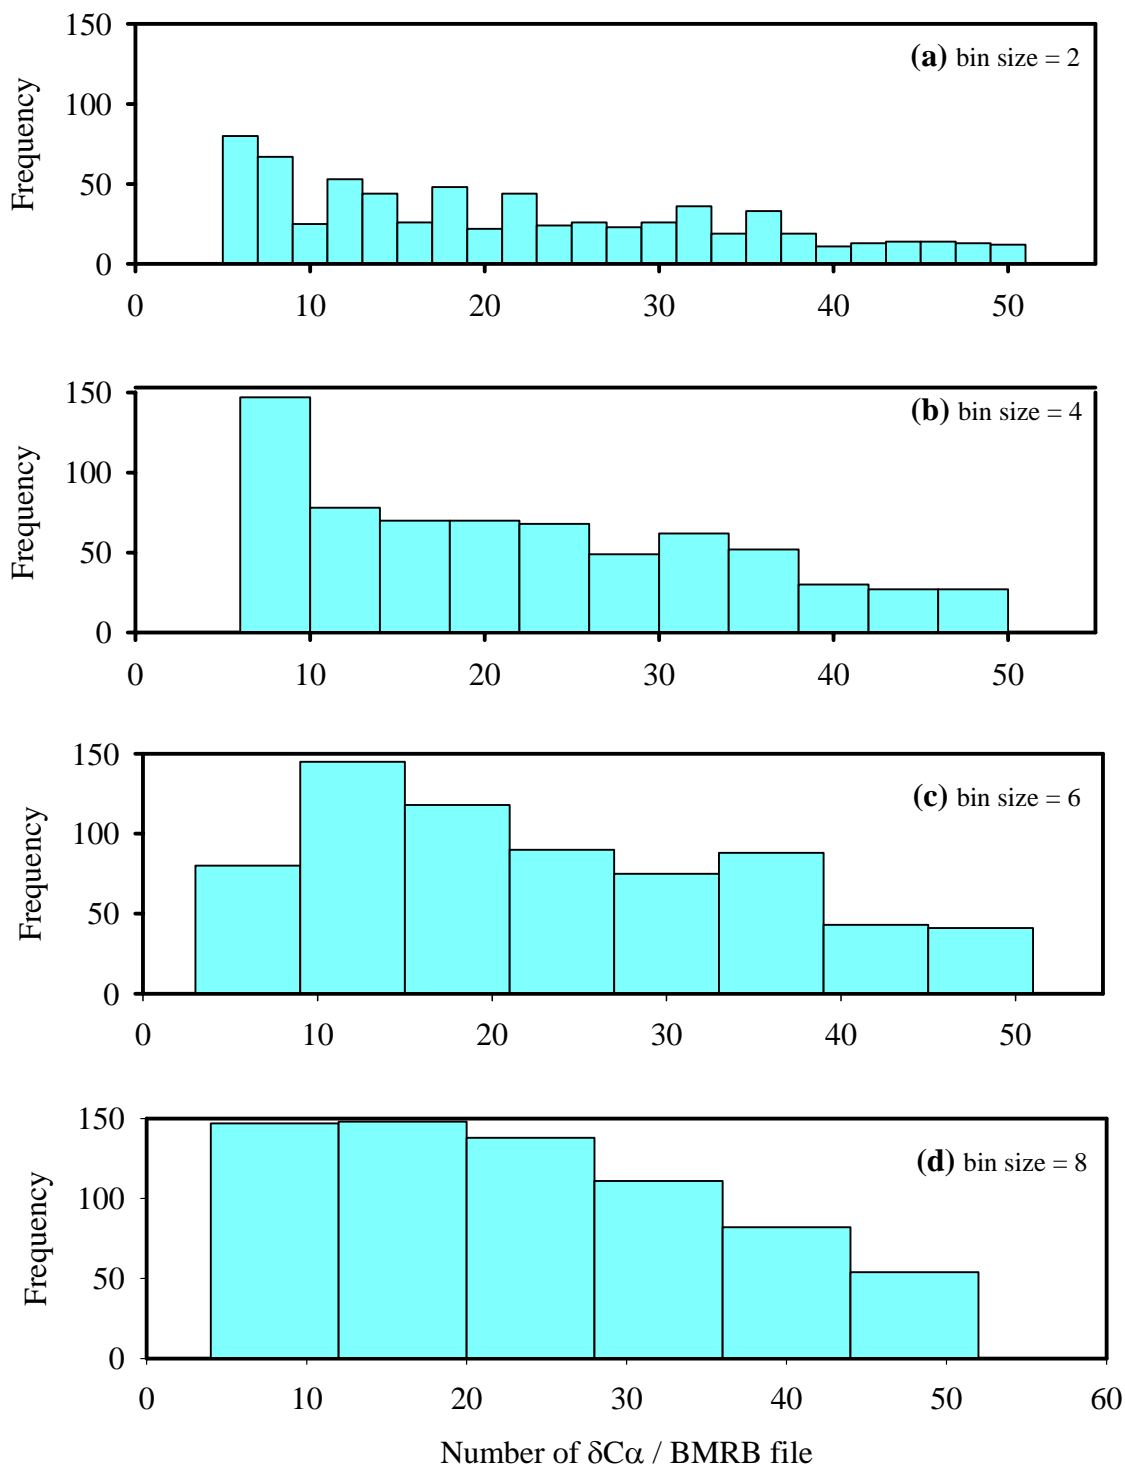 150
(a) bin size = 2
100
Frequency
50
0
0 10 20 30 40 50
150
(b) bin size = 4
100
Frequency
50
0
0 10 20 30 40 50
150
(c) bin size = 6
100
Frequency
50
0
0 10 20 30 40 50
150
(d) bin size = 8
100
Frequency
50
0
0 10 20 30 40 50 60
Number of δCα / BMRB file